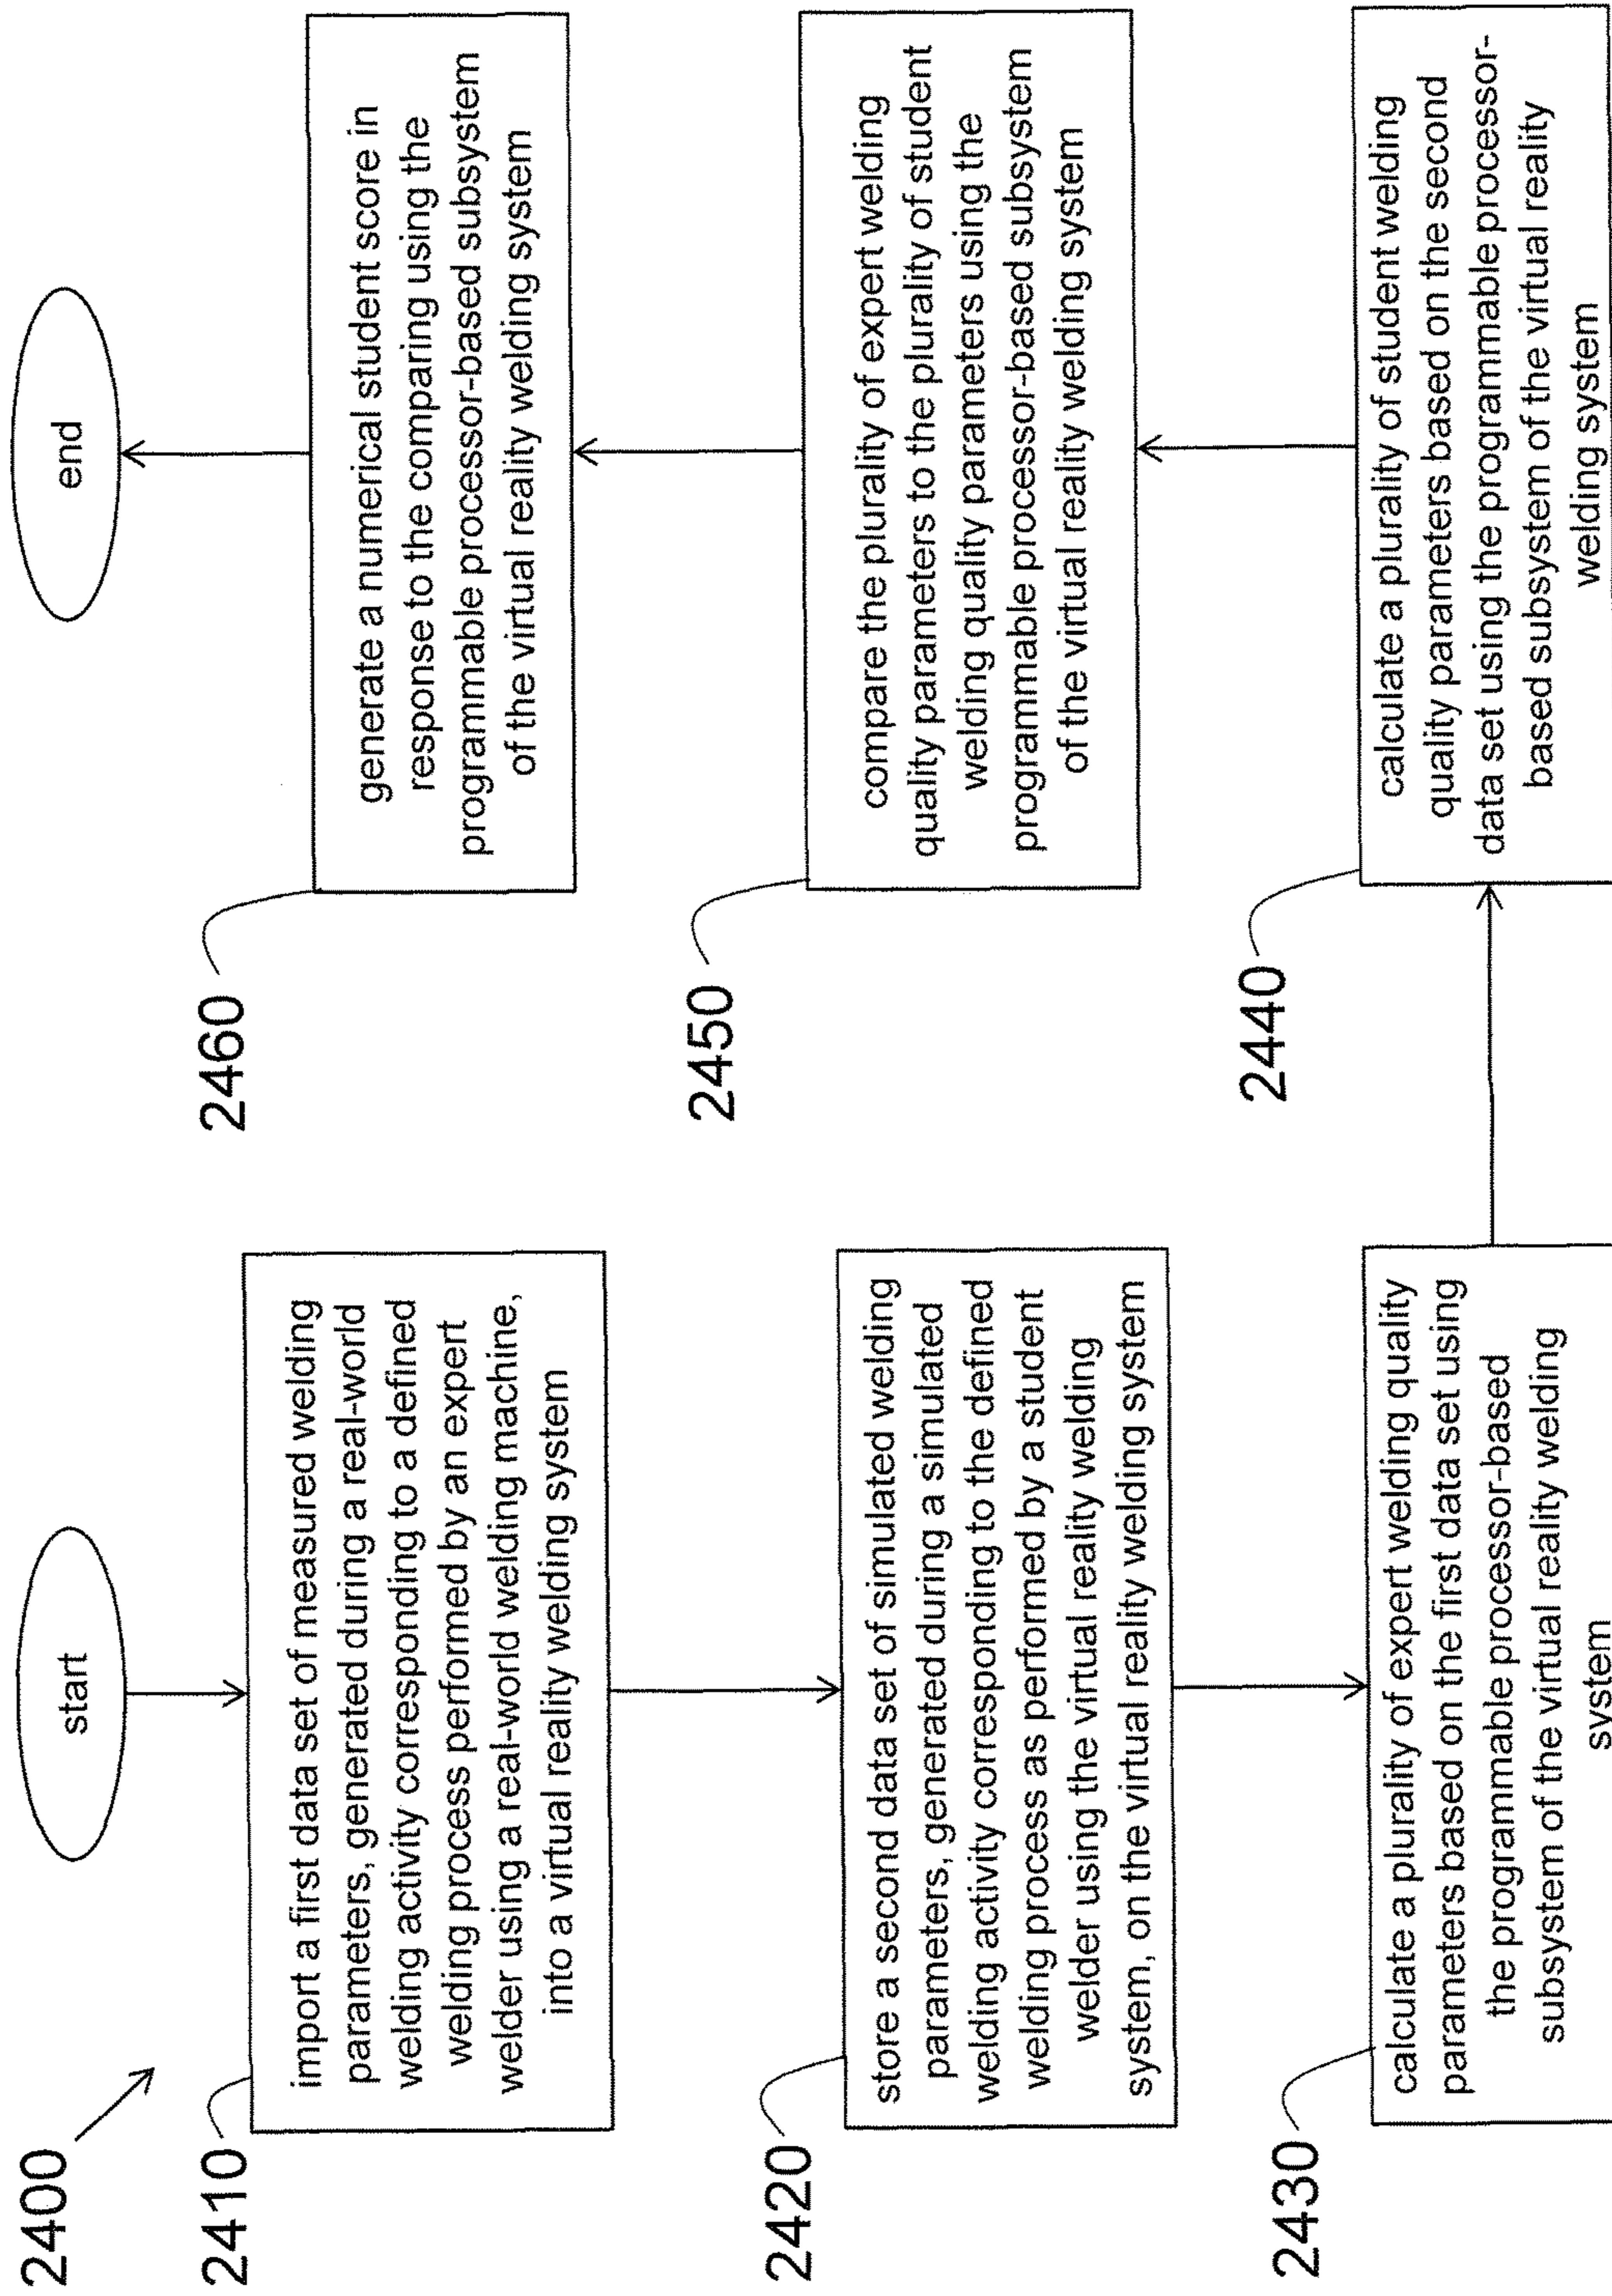 2400
start
2410
import a first data set of measured welding
parameters, generated during a real-world
welding activity corresponding to a defined
welding process performed by an expert
welder using a real-world welding machine,
into a virtual reality welding system
2420
store a second data set of simulated welding
parameters, generated during a simulated
welding activity corresponding to the defined
welding process as performed by a student
welder using the virtual reality welding
system, on the virtual reality welding system
2430
calculate a plurality of expert welding quality
parameters based on the first data set using
the programmable processor-based
subsystem of the virtual reality welding
system
2440
calculate a plurality of student welding
quality parameters based on the second
data set using the programmable processor-
based subsystem of the virtual reality
welding system
2450
compare the plurality of expert welding
quality parameters to the plurality of student
welding quality parameters using the
programmable processor-based subsystem
of the virtual reality welding system
2460
generate a numerical student score in
response to the comparing using the
programmable processor-based subsystem
of the virtual reality welding system
end